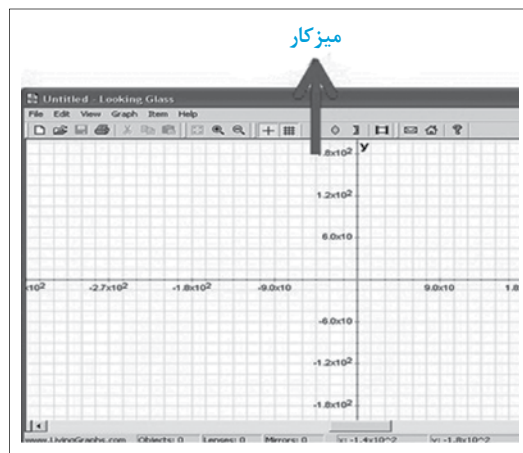 میزکار
Untitled - Looking Glass
File Edit View Graph Item Help
Y
1.8x10²
1.2x10²
6.0x10
x10² -2.7x10² -1.8x10² -9.0x10 9.0x10 1.8
-6.0x10
-1.2x10²
-1.8x10²
www.LivingGraphs.com Objects: 0 Lenses: 0 Mirrors: 0 x: -1.4x10^2 y: -1.8x10^2